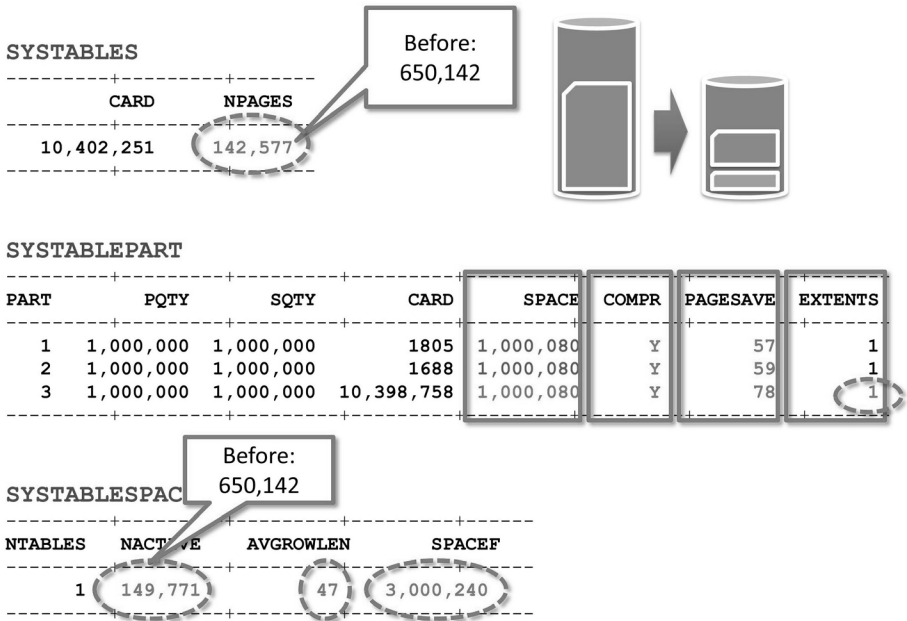 SYSTABLES
Before:
650,142
CARD NPAGES
10,402,251 142,577
SYSTABLEPART
PART PQTY SQTY CARD SPACE COMPR PAGESAVE EXTENTS
1 1,000,000 1,000,000 1805 1,000,080 Y 57 1
2 1,000,000 1,000,000 1688 1,000,080 Y 59 1
3 1,000,000 1,000,000 10,398,758 1,000,080 Y 78 1
Before:
650,142
SYSTABLESPAC
NTABLES NACT VE AVGROWLEN SPACEF
1 149,771 47 3,000,240